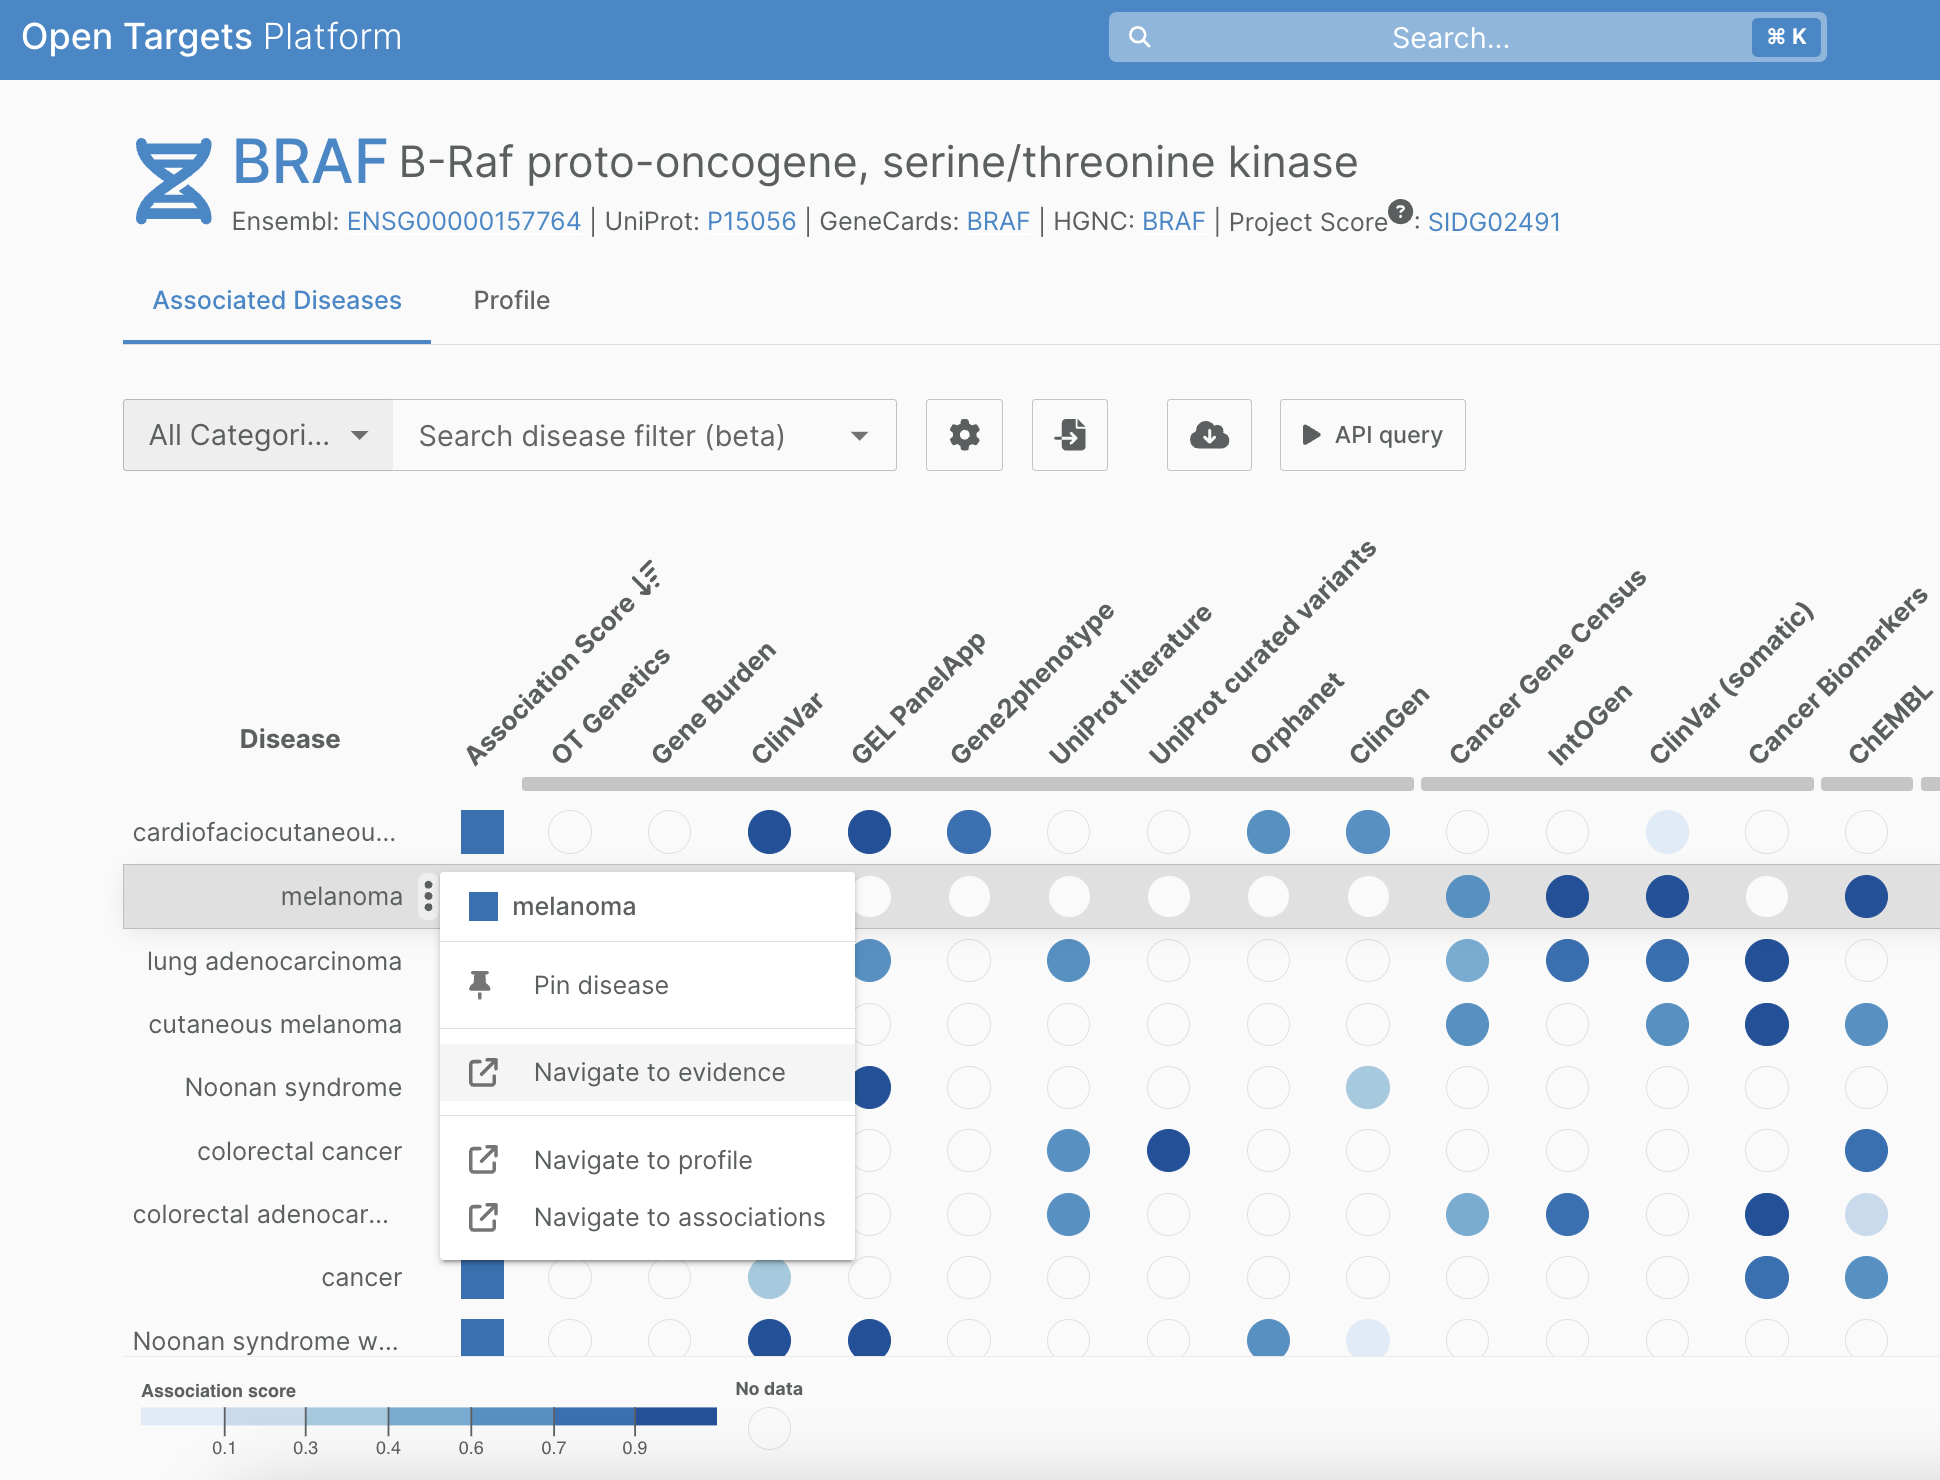 Open Targets Platform
Search...
⌘ K
BRAF B-Raf proto-oncogene, serine/threonine kinase
Ensembl: ENSG00000157764 | UniProt: P15056 | GeneCards: BRAF | HGNC: BRAF | Project Score ? : SIDG02491
Associated Diseases
Profile
All Categori...
Search disease filter (beta)
API query
Disease
Association Score
OT Genetics
Gene Burden
ClinVar
GEL PanelApp
Gene2phenotype
UniProt literature
UniProt curated variants
Orphanet
ClinGen
Cancer Gene Census
IntOGen
ClinVar (somatic)
Cancer Biomarkers
ChEMBL
cardiofaciocutaneou...
melanoma
melanoma
Pin disease
Navigate to evidence
Navigate to profile
Navigate to associations
lung adenocarcinoma
cutaneous melanoma
Noonan syndrome
colorectal cancer
colorectal adenocar...
cancer
Noonan syndrome w...
Association score
No data
0.1 0.3 0.4 0.6 0.7 0.9